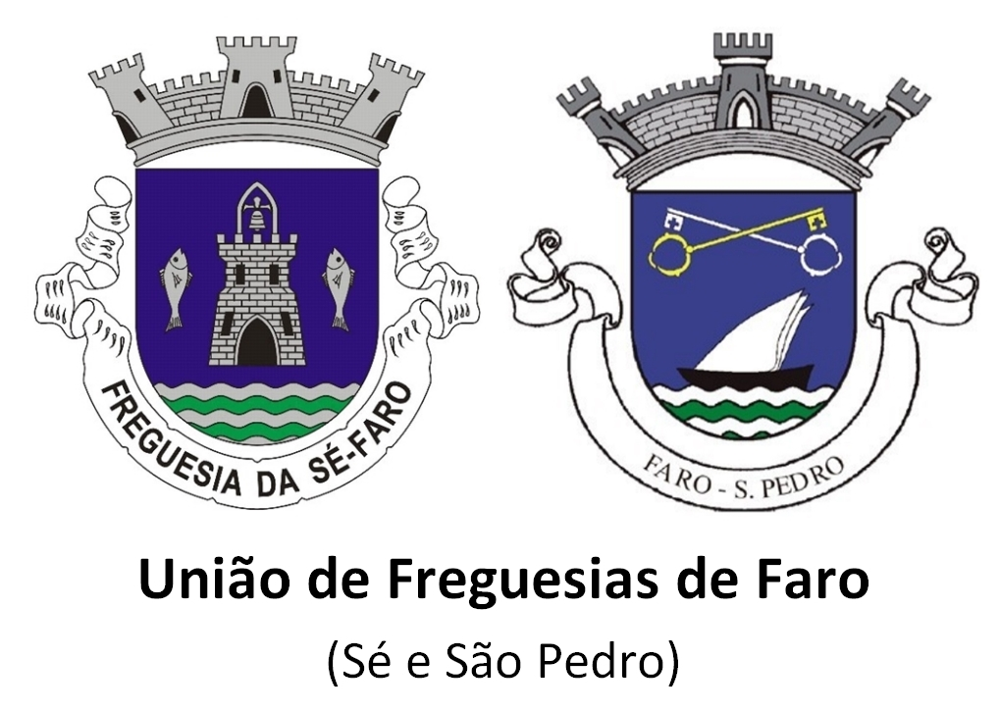 FREGUESIA DA SÉ-FARO
FARO - S. PEDRO
União de Freguesias de Faro
(Sé e São Pedro)